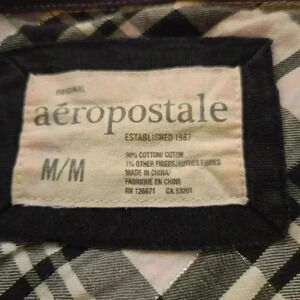 ORIGINAL
aéropostale
ESTABLISHED 1987
M/M
99% COTTON/ COTON
1% OTHER FIBERS/AUTRES FIBRES
MADE IN CHINA/
FABRIQUE EN CHINE
RN 126071 CA 53201